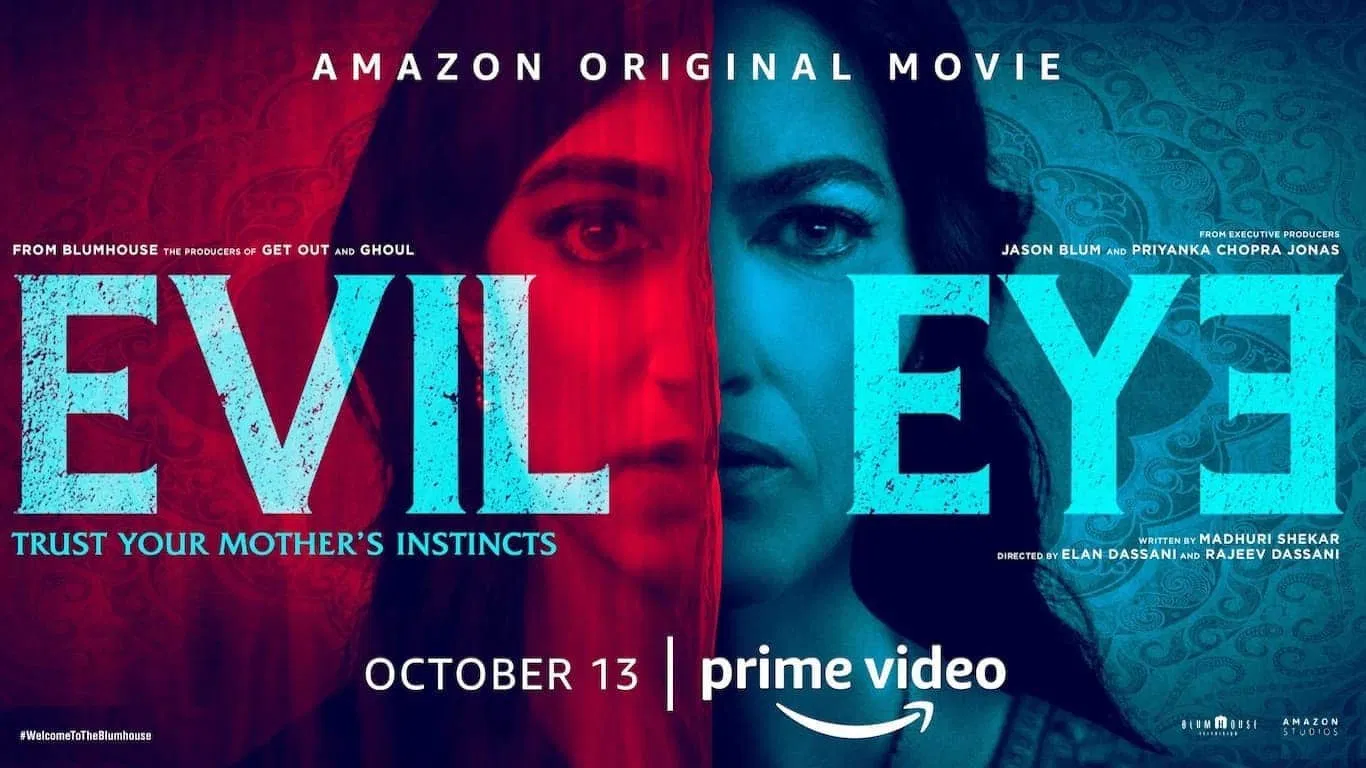 AMAZON ORIGINAL MOVIE
FROM BLUMHOUSE THE PRODUCERS OF GET OUT AND GHOUL
FROM EXECUTIVE PRODUCERS
JASON BLUM AND PRIYANKA CHOPRA JONAS
EVIL EYE
TRUST YOUR MOTHER'S INSTINCTS
WRITTEN BY MADHURI SHEKAR
DIRECTED BY ELAN DASSANI AND RAJEEV DASSANI
OCTOBER 13 | prime video
#WelcomeToTheBlumhouse
BLUMHOUSE
TELEVISION
AMAZON
STUDIOS